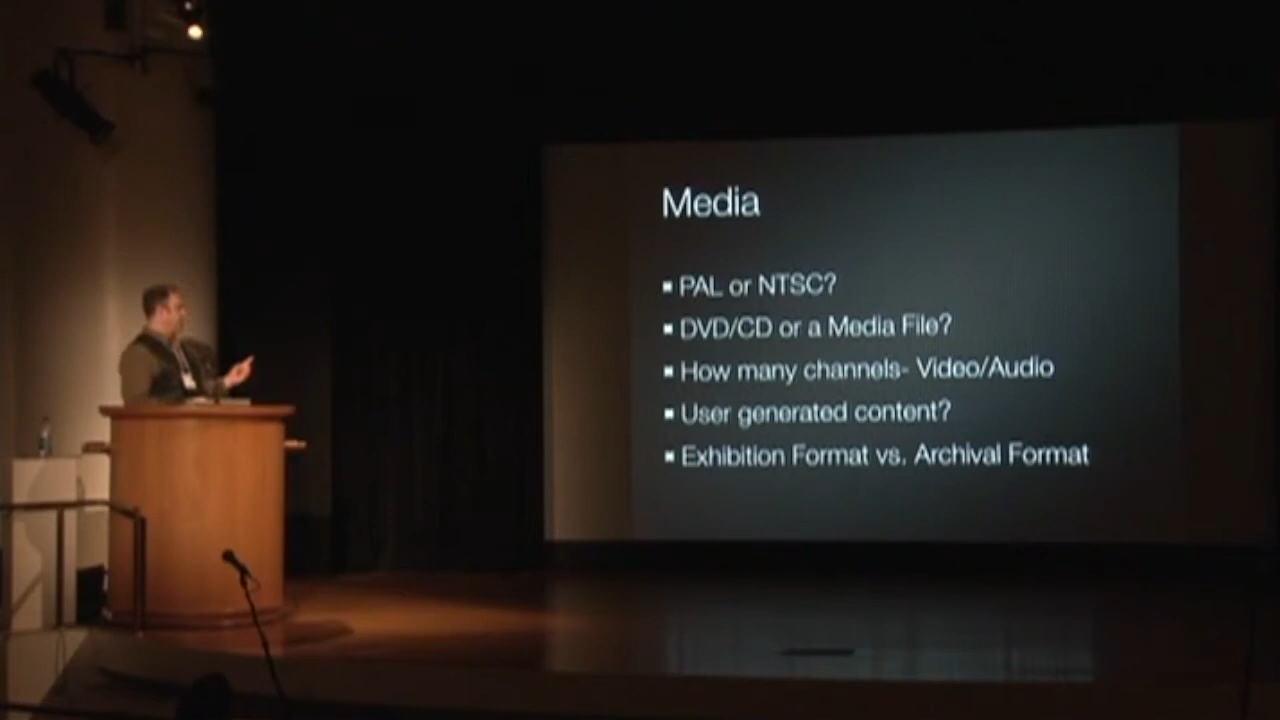 Media
▪ PAL or NTSC?
▪ DVD/CD or a Media File?
▪ How many channels- Video/Audio
▪ User generated content?
▪ Exhibition Format vs. Archival Format